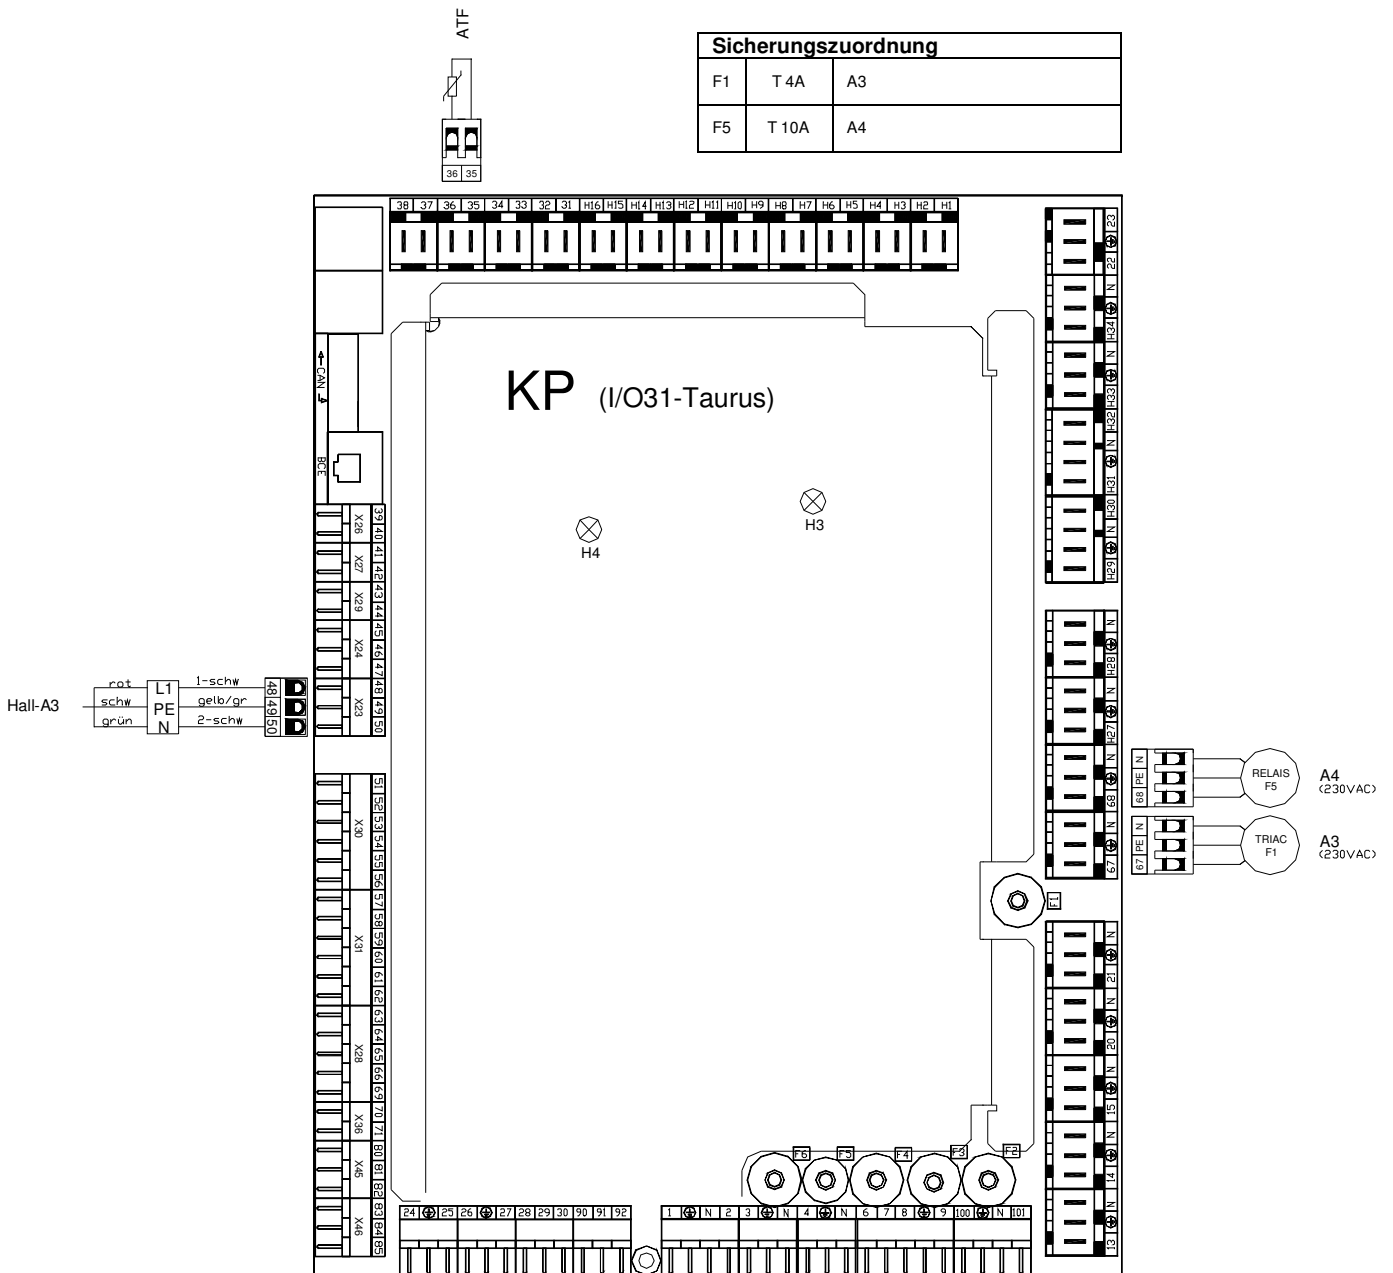 ATF
Sicherungszuordnung
F1 T 4A A3
F5 T 10A A4
36 35
38 37 36 35 34 33 32 31 H16 H15 H14 H13 H12 H11 H10 H9 H8 H7 H6 H5 H4 H3 H2 H1
KP (I/O31-Taurus)
CAN
BCE
H3
H4
X26 39 40
X27 41 42
X29 43 44
X24 45 46 47
X23 48 49 50
Hall-A3
rot L1 1-schw 48
schw PE gelb/gr 49
grün N 2-schw 50
X30 51 52 53 54 55 56
X31 57 58 59 60 61 62
X28 63 64 65 66 69
X36 70 71
X45 80 81 82
X46 83 84 85
23 22
N H34
N H33
H32 N H31
H30 N H29
N H28
N H27
N 68
N 67
N PE 68 RELAIS F5 A4 (230VAC)
N PE 67 TRIAC F1 A3 (230VAC)
F1
N 21
N 20
N 15
N 14
N 13
F6 F5 F4 F3 F2
24 25 26 27 28 29 30 90 91 92 1 N 2 3 N 4 N 6 7 8 9 100 N 101